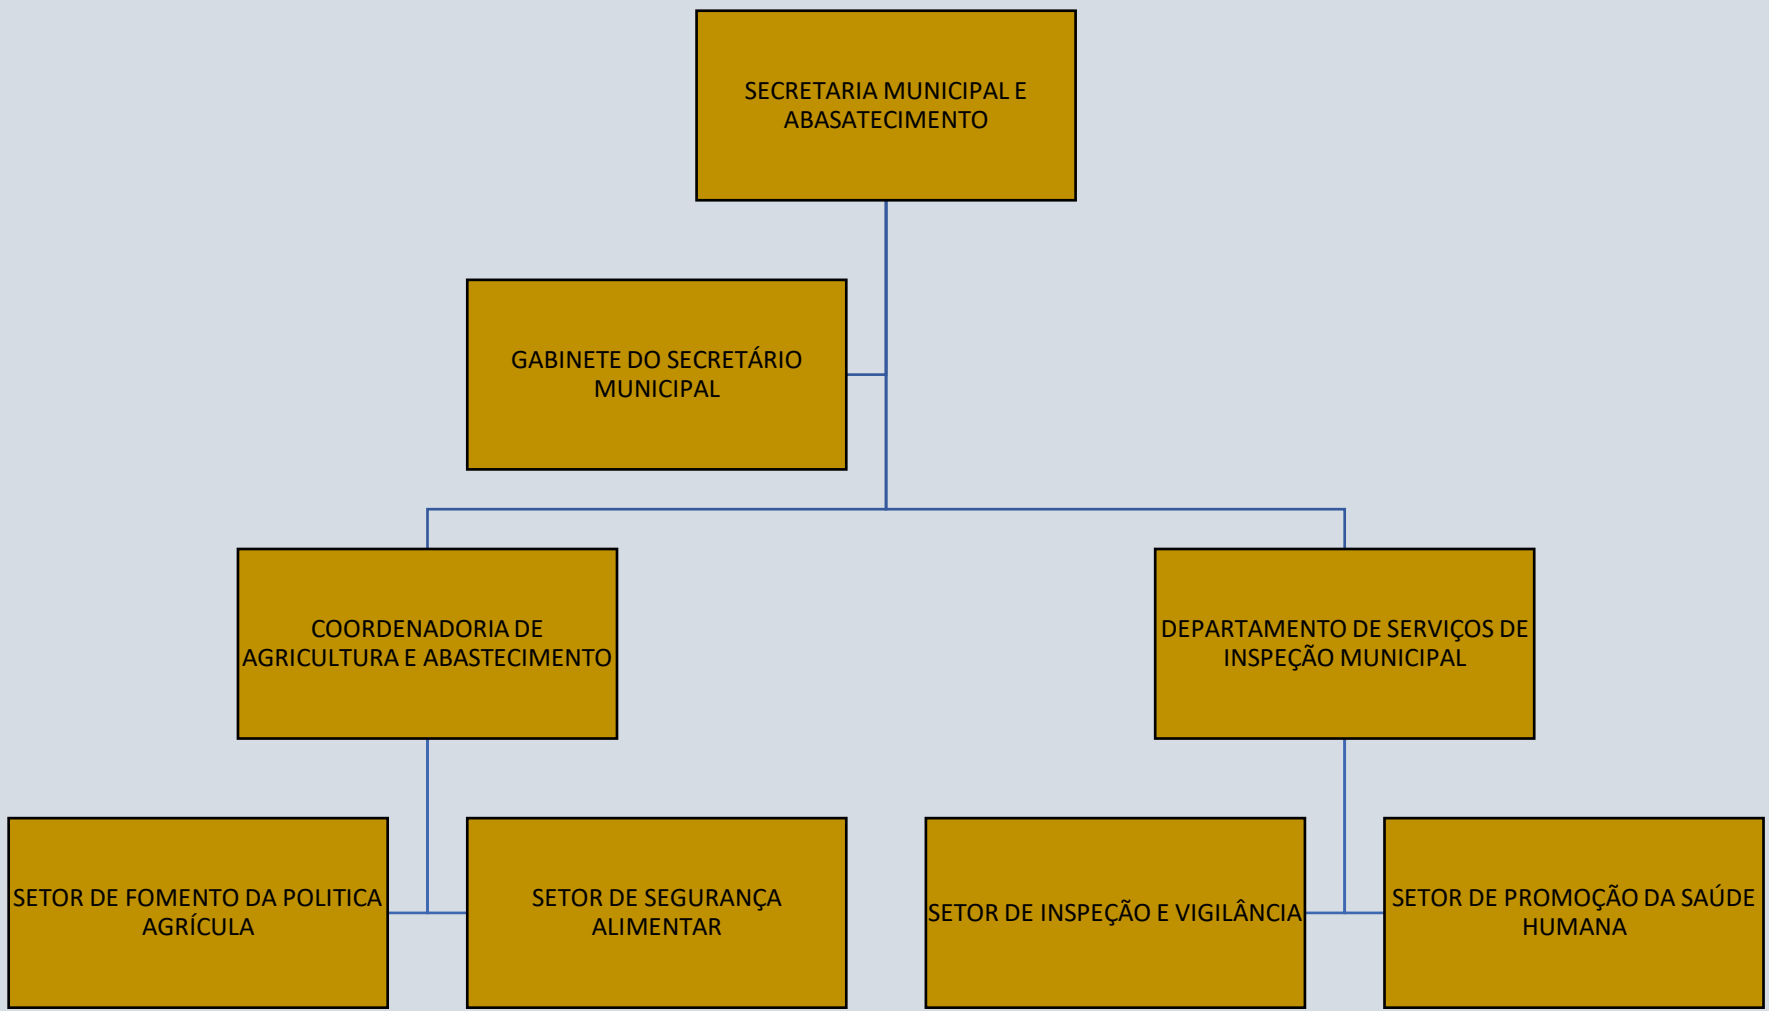 SECRETARIA MUNICIPAL E
ABASATECIMENTO
GABINETE DO SECRETÁRIO
MUNICIPAL
COORDENADORIA DE
AGRICULTURA E ABASTECIMENTO
DEPARTAMENTO DE SERVIÇOS DE
INSPEÇÃO MUNICIPAL
SETOR DE FOMENTO DA POLITICA
AGRÍCULA
SETOR DE SEGURANÇA
ALIMENTAR
SETOR DE INSPEÇÃO E VIGILÂNCIA
SETOR DE PROMOÇÃO DA SAÚDE
HUMANA